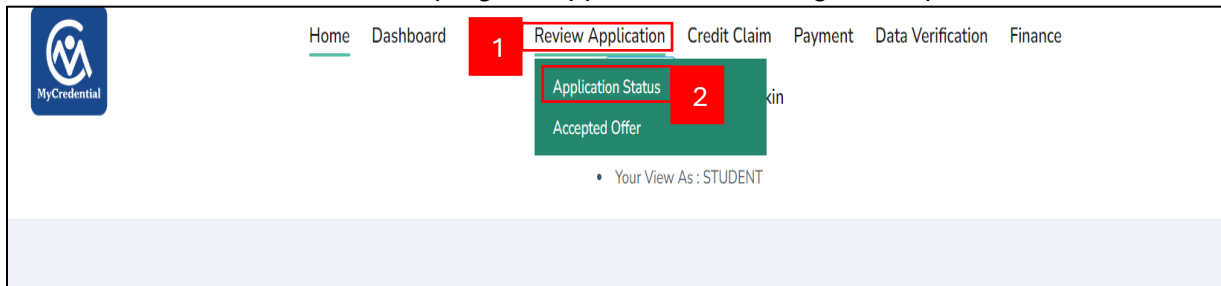 Home Dashboard 1 Review Application Credit Claim Payment Data Verification Finance
MyCredential
Application Status 2
Accepted Offer
• Your View As : STUDENT